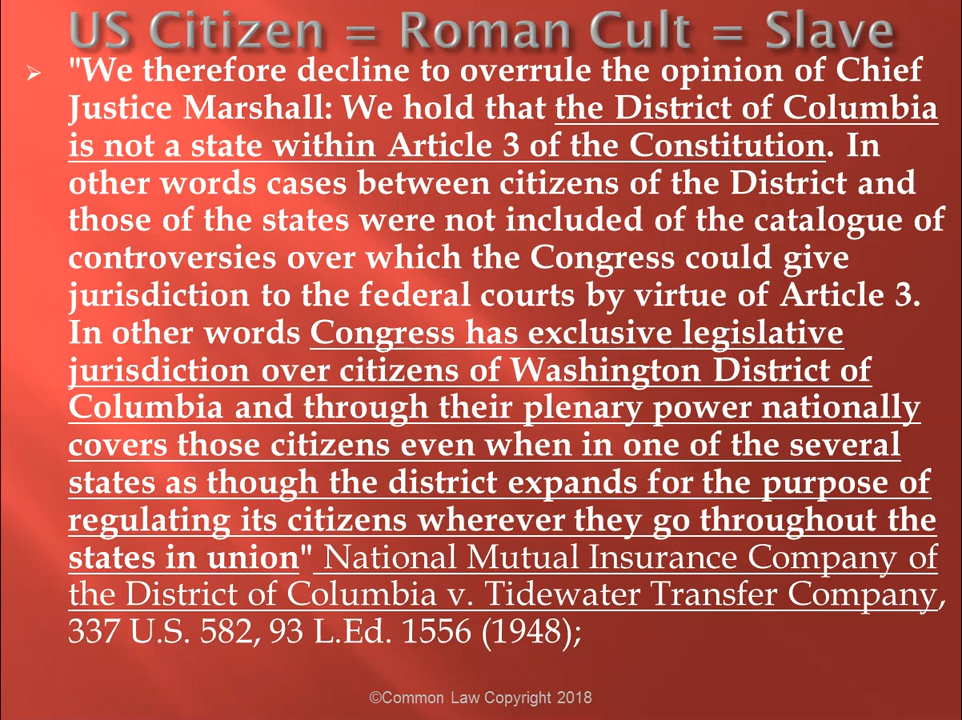 US Citizen = Roman Cult = Slave
"We therefore decline to overrule the opinion of Chief
Justice Marshall: We hold that the District of Columbia
is not a state within Article 3 of the Constitution. In
other words cases between citizens of the District and
those of the states were not included of the catalogue of
controversies over which the Congress could give
jurisdiction to the federal courts by virtue of Article 3.
In other words Congress has exclusive legislative
jurisdiction over citizens of Washington District of
Columbia and through their plenary power nationally
covers those citizens even when in one of the several
states as though the district expands for the purpose of
regulating its citizens wherever they go throughout the
states in union" National Mutual Insurance Company of
the District of Columbia v. Tidewater Transfer Company,
337 U.S. 582, 93 L.Ed. 1556 (1948);
©Common Law Copyright 2018